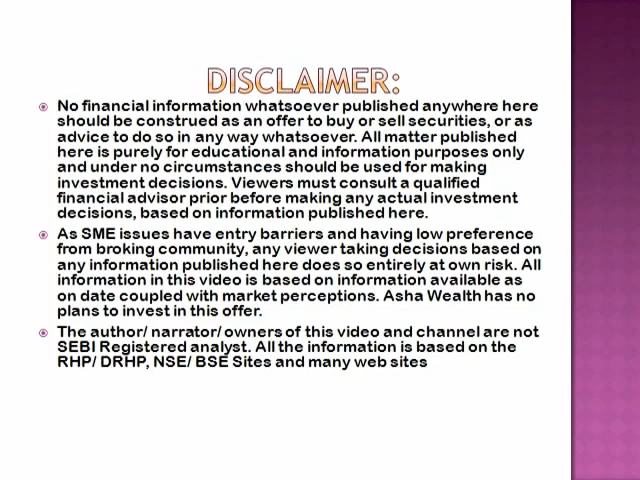 DISCLAIMER:
No financial information whatsoever published anywhere here
should be construed as an offer to buy or sell securities, or as
advice to do so in any way whatsoever. All matter published
here is purely for educational and information purposes only
and under no circumstances should be used for making
investment decisions. Viewers must consult a qualified
financial advisor prior before making any actual investment
decisions, based on information published here.
As SME issues have entry barriers and having low preference
from broking community, any viewer taking decisions based on
any information published here does so entirely at own risk. All
information in this video is based on information available as
on date coupled with market perceptions. Asha Wealth has no
plans to invest in this offer.
The author/ narrator/ owners of this video and channel are not
SEBI Registered analyst. All the information is based on the
RHP/ DRHP, NSE/ BSE Sites and many web sites